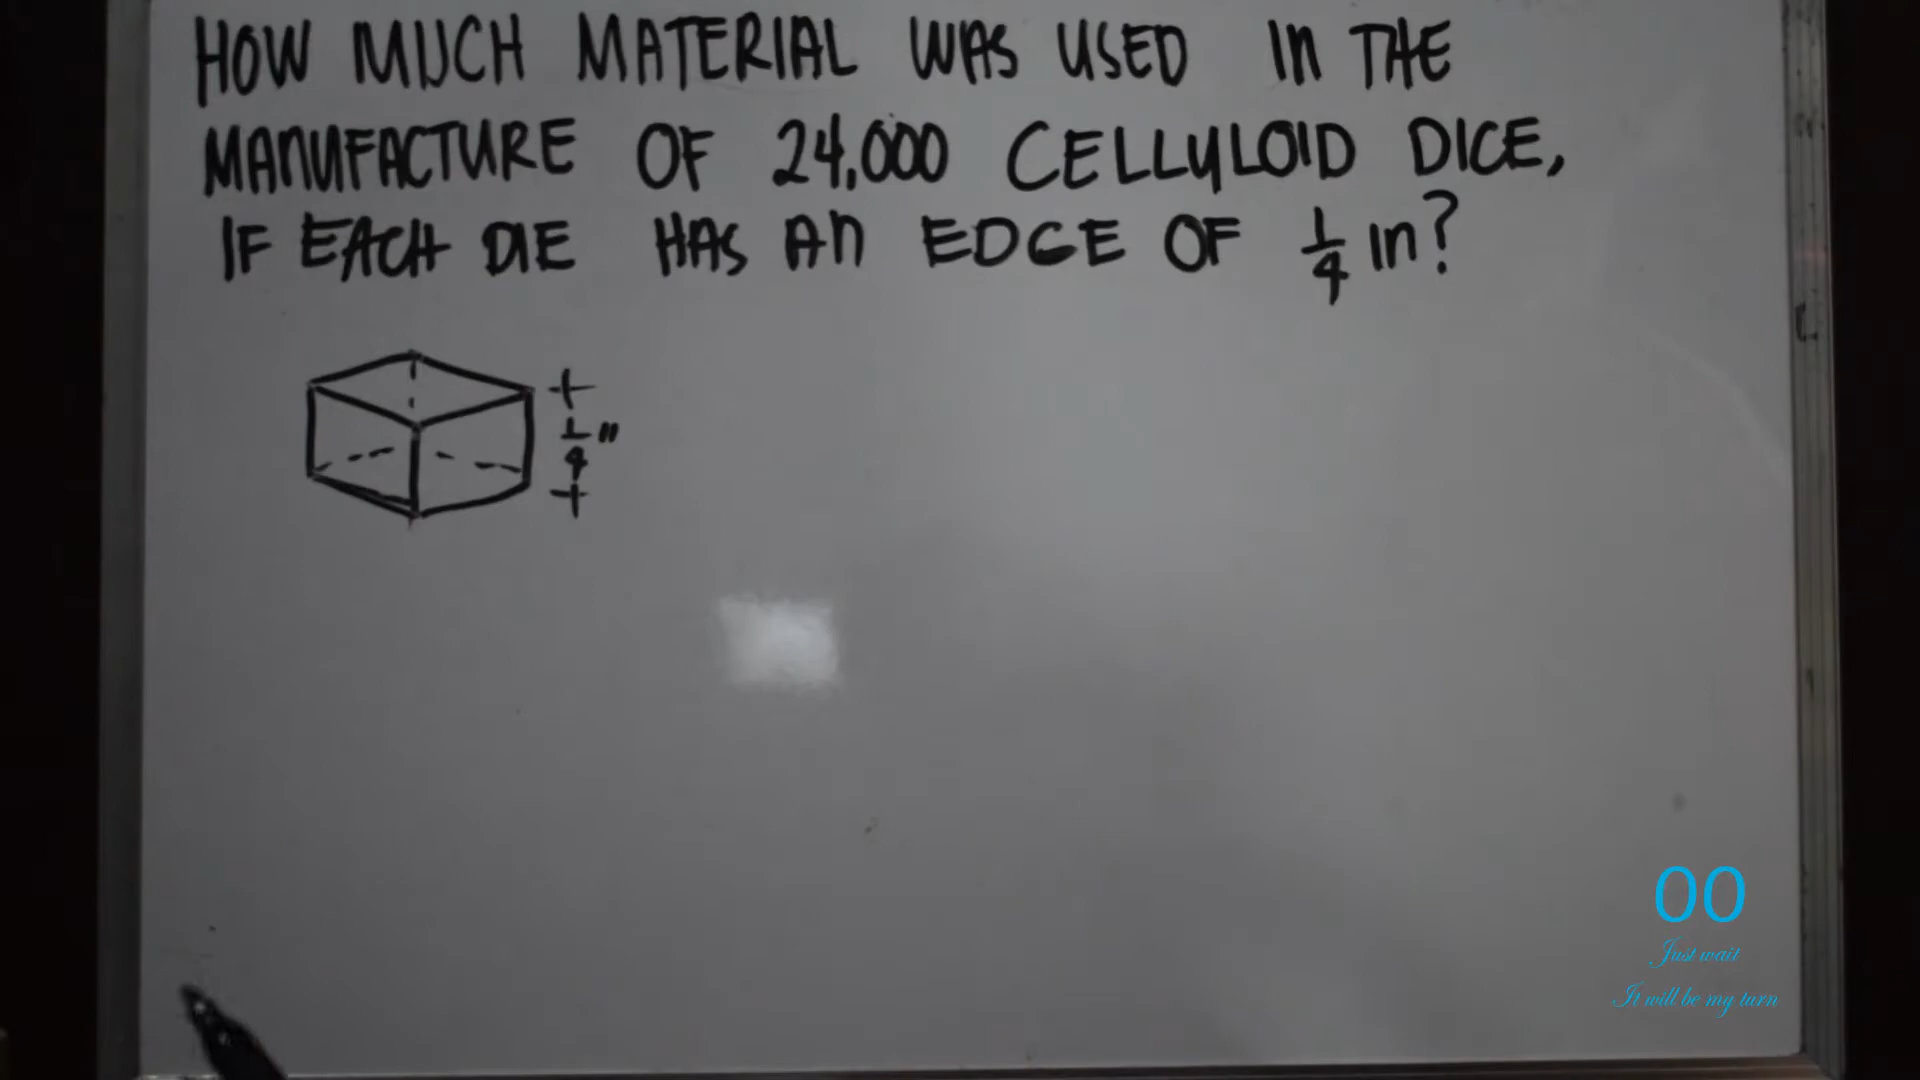 HOW MUCH MATERIAL WAS USED IN THE
MANUFACTURE OF 24,000 CELLULOID DICE,
IF EACH DIE HAS AN EDGE OF 1/4 in?
1/4"
00
Just wait
It will be my turn